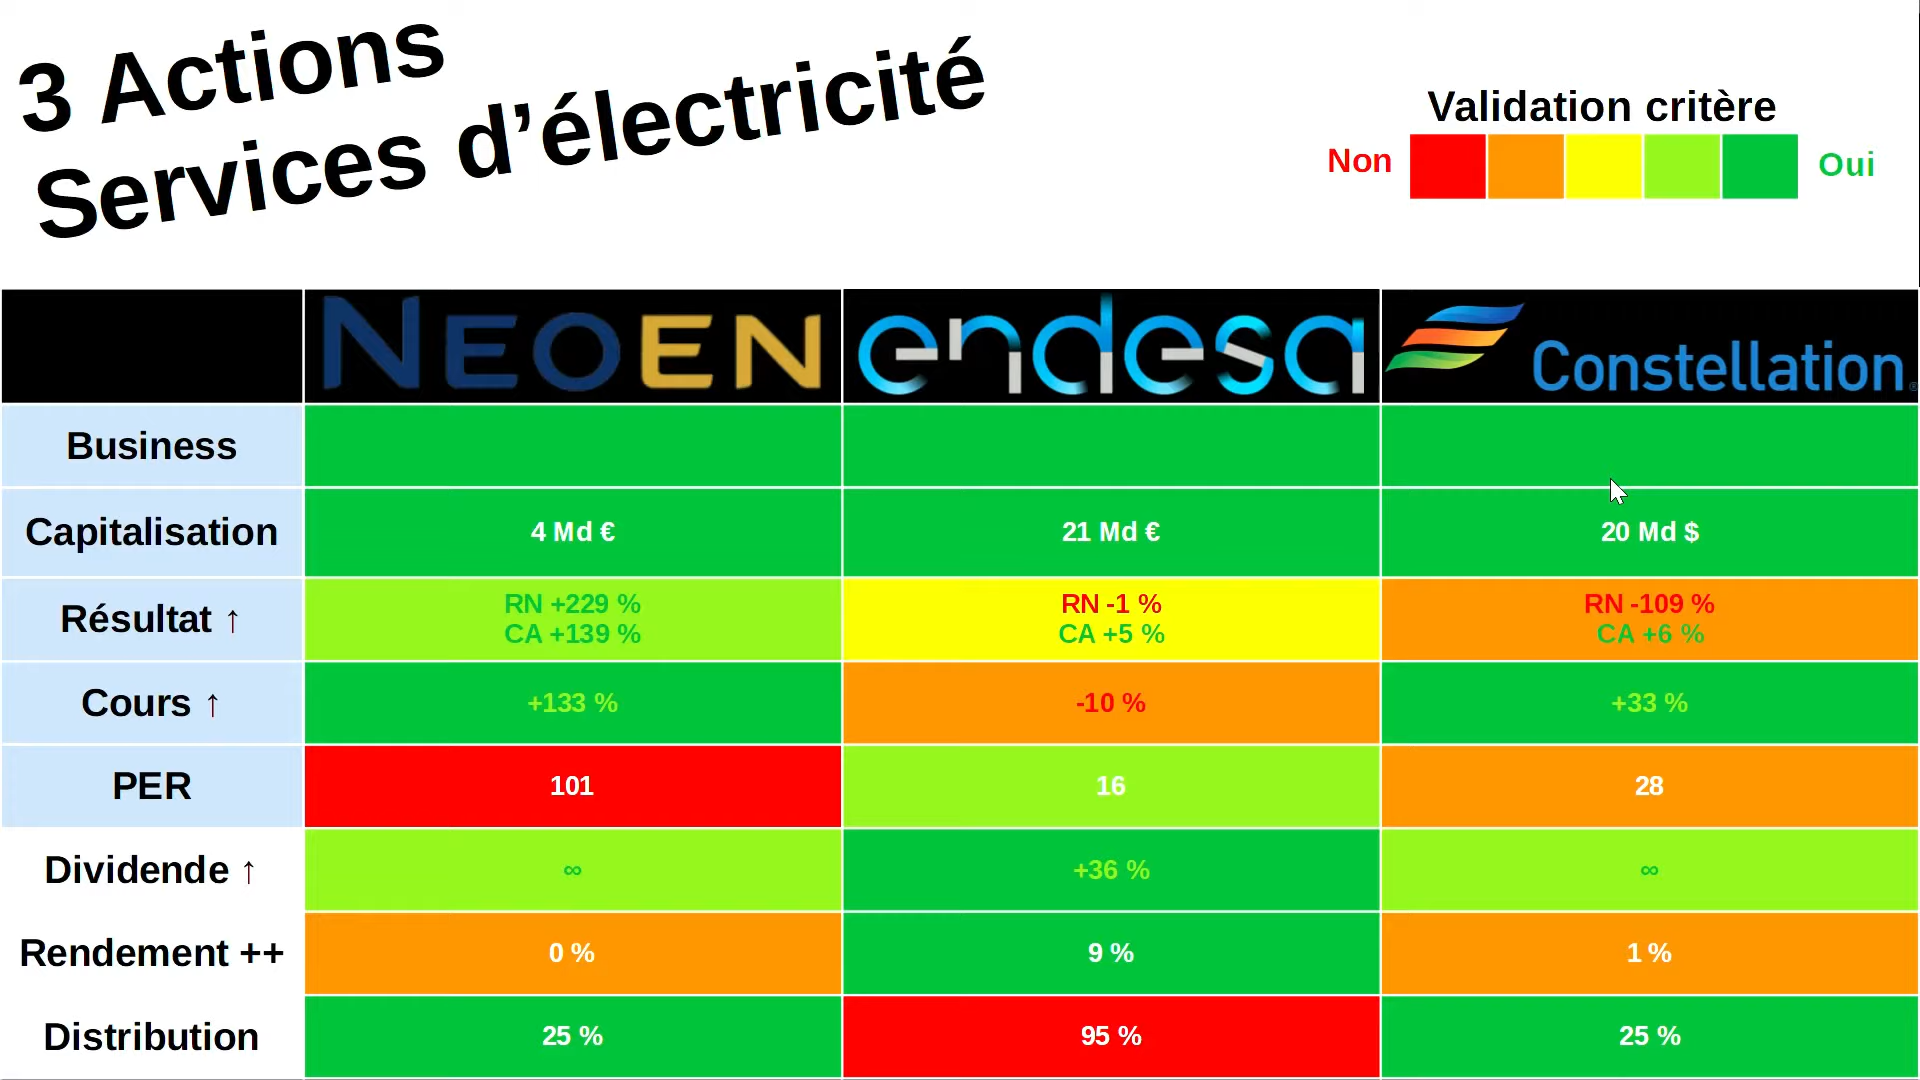 3 Actions
Services d’électricité
Validation critère
Non
Oui
NEOEN
endesa
Constellation
Business
Capitalisation
4 Md €
21 Md €
20 Md $
Résultat ↑
RN +229 %
CA +139 %
RN -1 %
CA +5 %
RN -109 %
CA +6 %
Cours ↑
+133 %
-10 %
+33 %
PER
101
16
28
Dividende ↑
∞
+36 %
∞
Rendement ++
0 %
9 %
1 %
Distribution
25 %
95 %
25 %